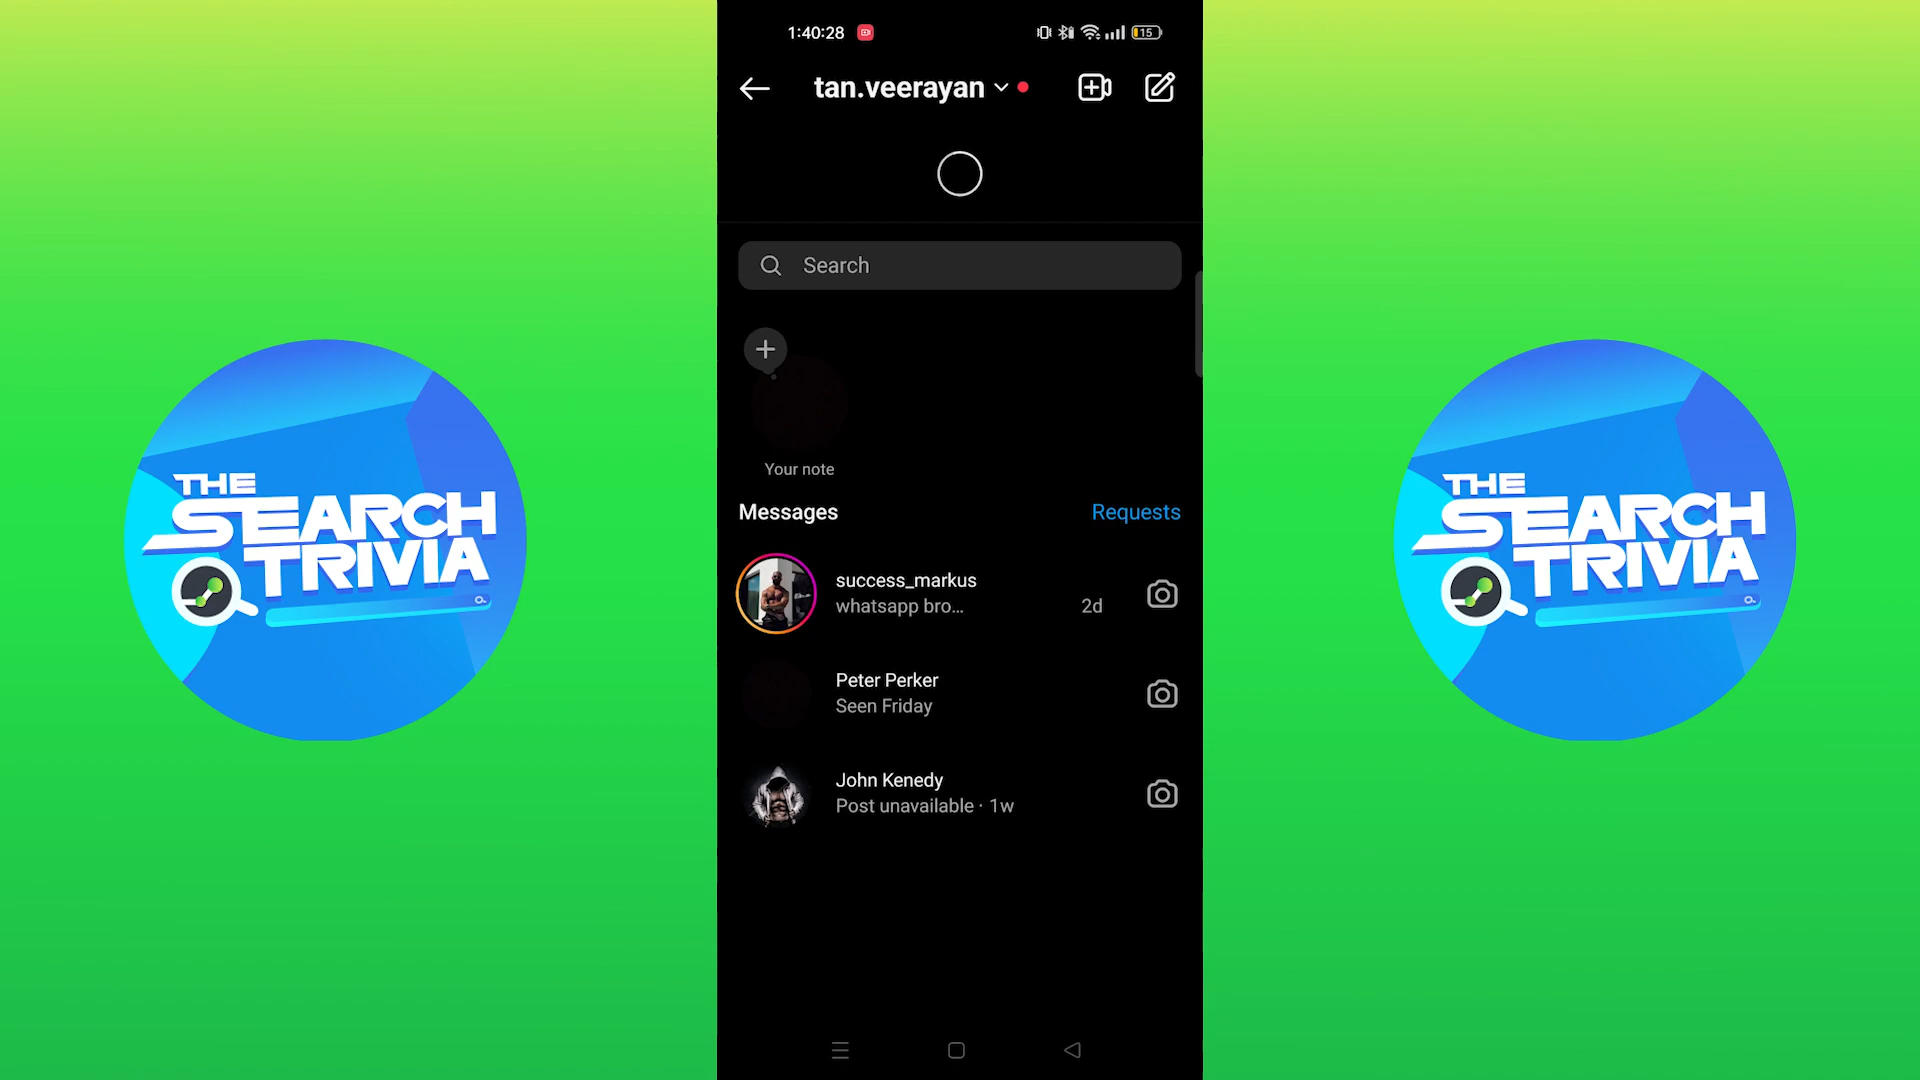 1:40:28
15
tan.veerayan
Search
Your note
Messages
Requests
success_markus
whatsapp bro...
2d
Peter Perker
Seen Friday
John Kenedy
Post unavailable · 1w
THE
SEARCH
TRIVIA
THE
SEARCH
TRIVIA